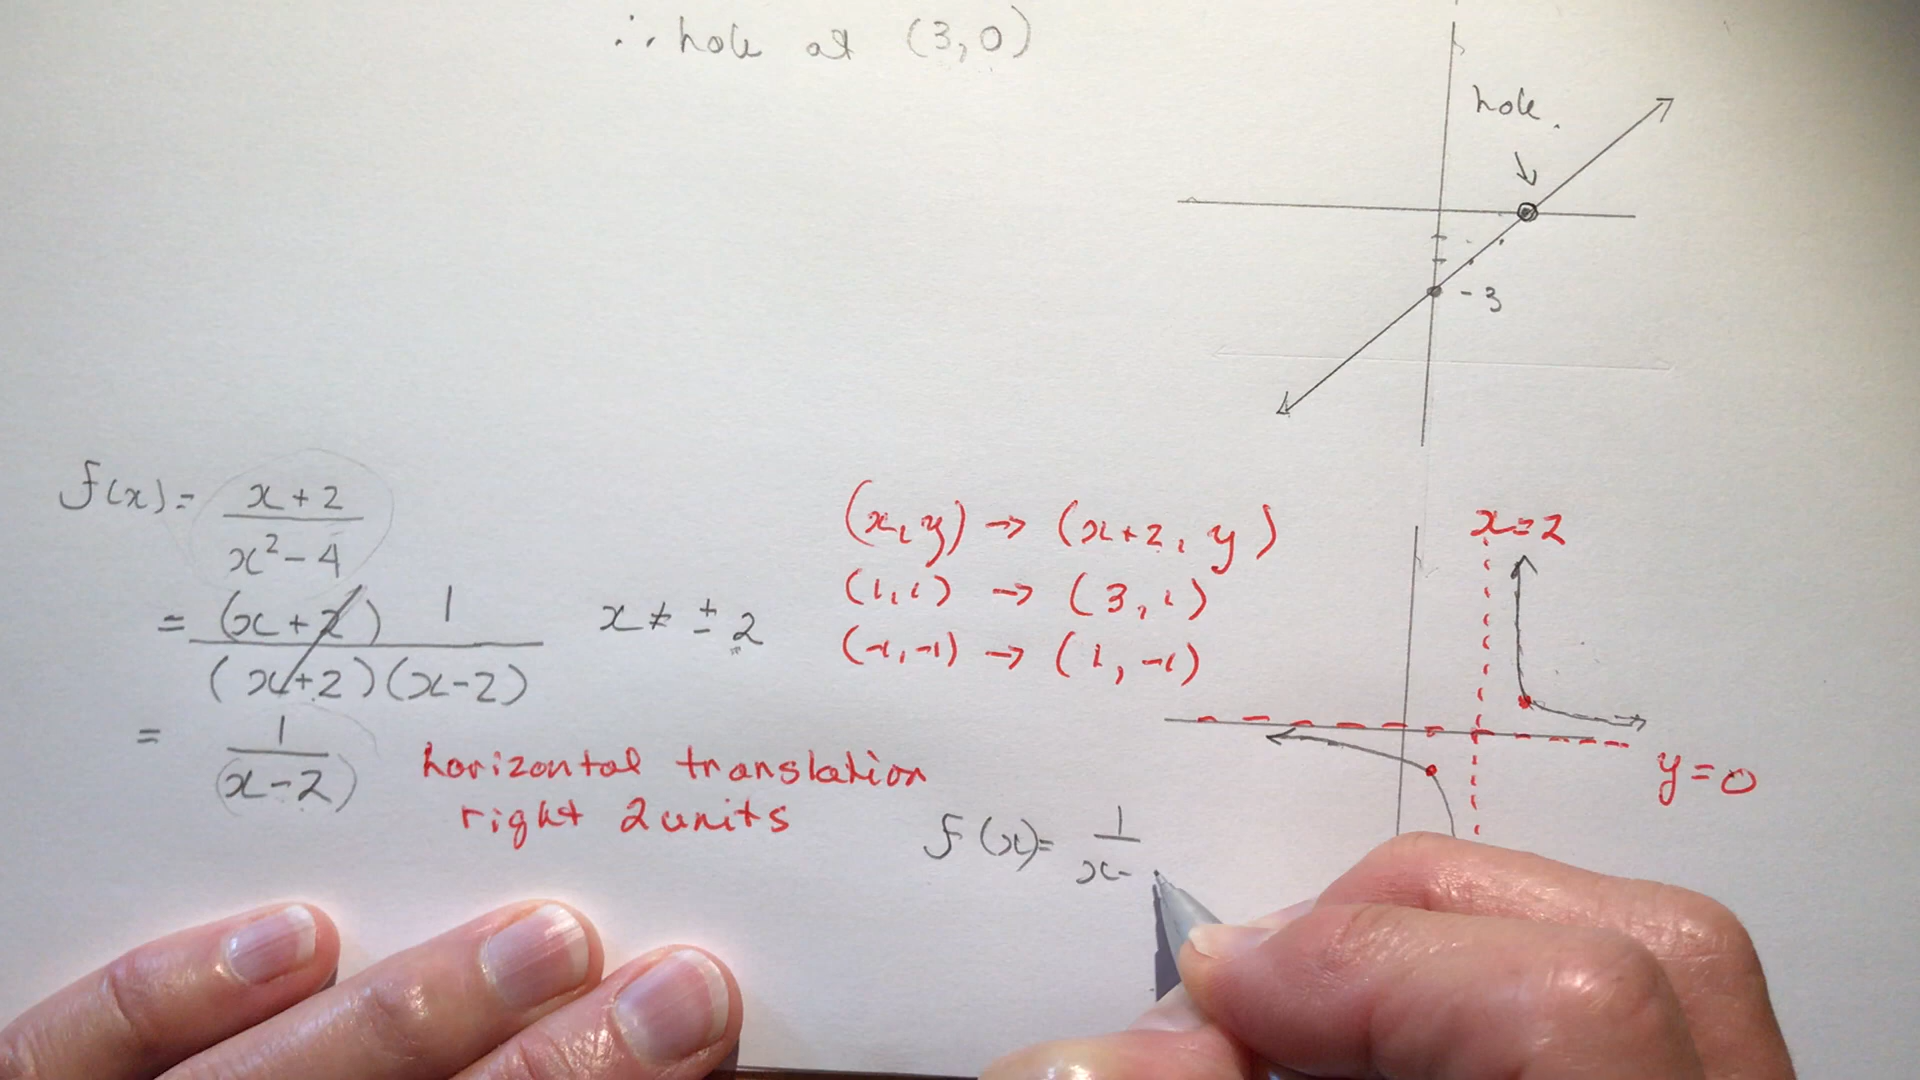 ∴ hole at (3,0)
hole.
-3
f(x) = x+2 / x²-4
= (x+2) 1 / (x+2)(x-2) x ≠ ±2
= 1 / (x-2)
horizontal translation
right 2 units
(x,y) → (x+2, y)
(1,1) → (3,1)
(-1,-1) → (1,-1)
x=2
y=0
f(x)= 1 / x-